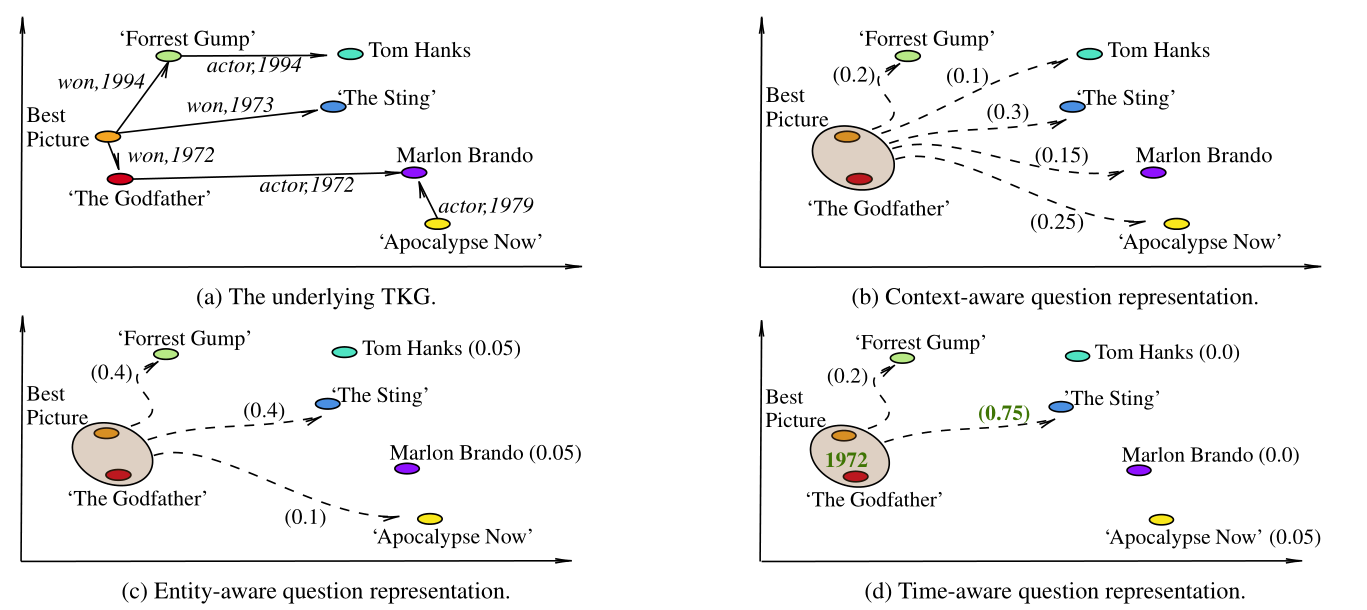 ‘Forrest Gump’
Tom Hanks
won,1994
actor,1994
‘The Sting’
won,1973
Best
Picture
won,1972
Marlon Brando
actor,1972
‘The Godfather’
actor,1979
‘Apocalypse Now’
(a) The underlying TKG.
‘Forrest Gump’
Tom Hanks
(0.2)
(0.1)
Best
Picture
‘The Sting’
(0.3)
(0.15)
Marlon Brando
‘The Godfather’
(0.25)
‘Apocalypse Now’
(b) Context-aware question representation.
‘Forrest Gump’
Tom Hanks (0.05)
(0.4)
Best
Picture
‘The Sting’
(0.4)
Marlon Brando (0.05)
‘The Godfather’
(0.1)
‘Apocalypse Now’
(c) Entity-aware question representation.
‘Forrest Gump’
Tom Hanks (0.0)
(0.2)
Best
Picture
’The Sting’
(0.75)
1972
Marlon Brando (0.0)
‘The Godfather’
‘Apocalypse Now’ (0.05)
(d) Time-aware question representation.